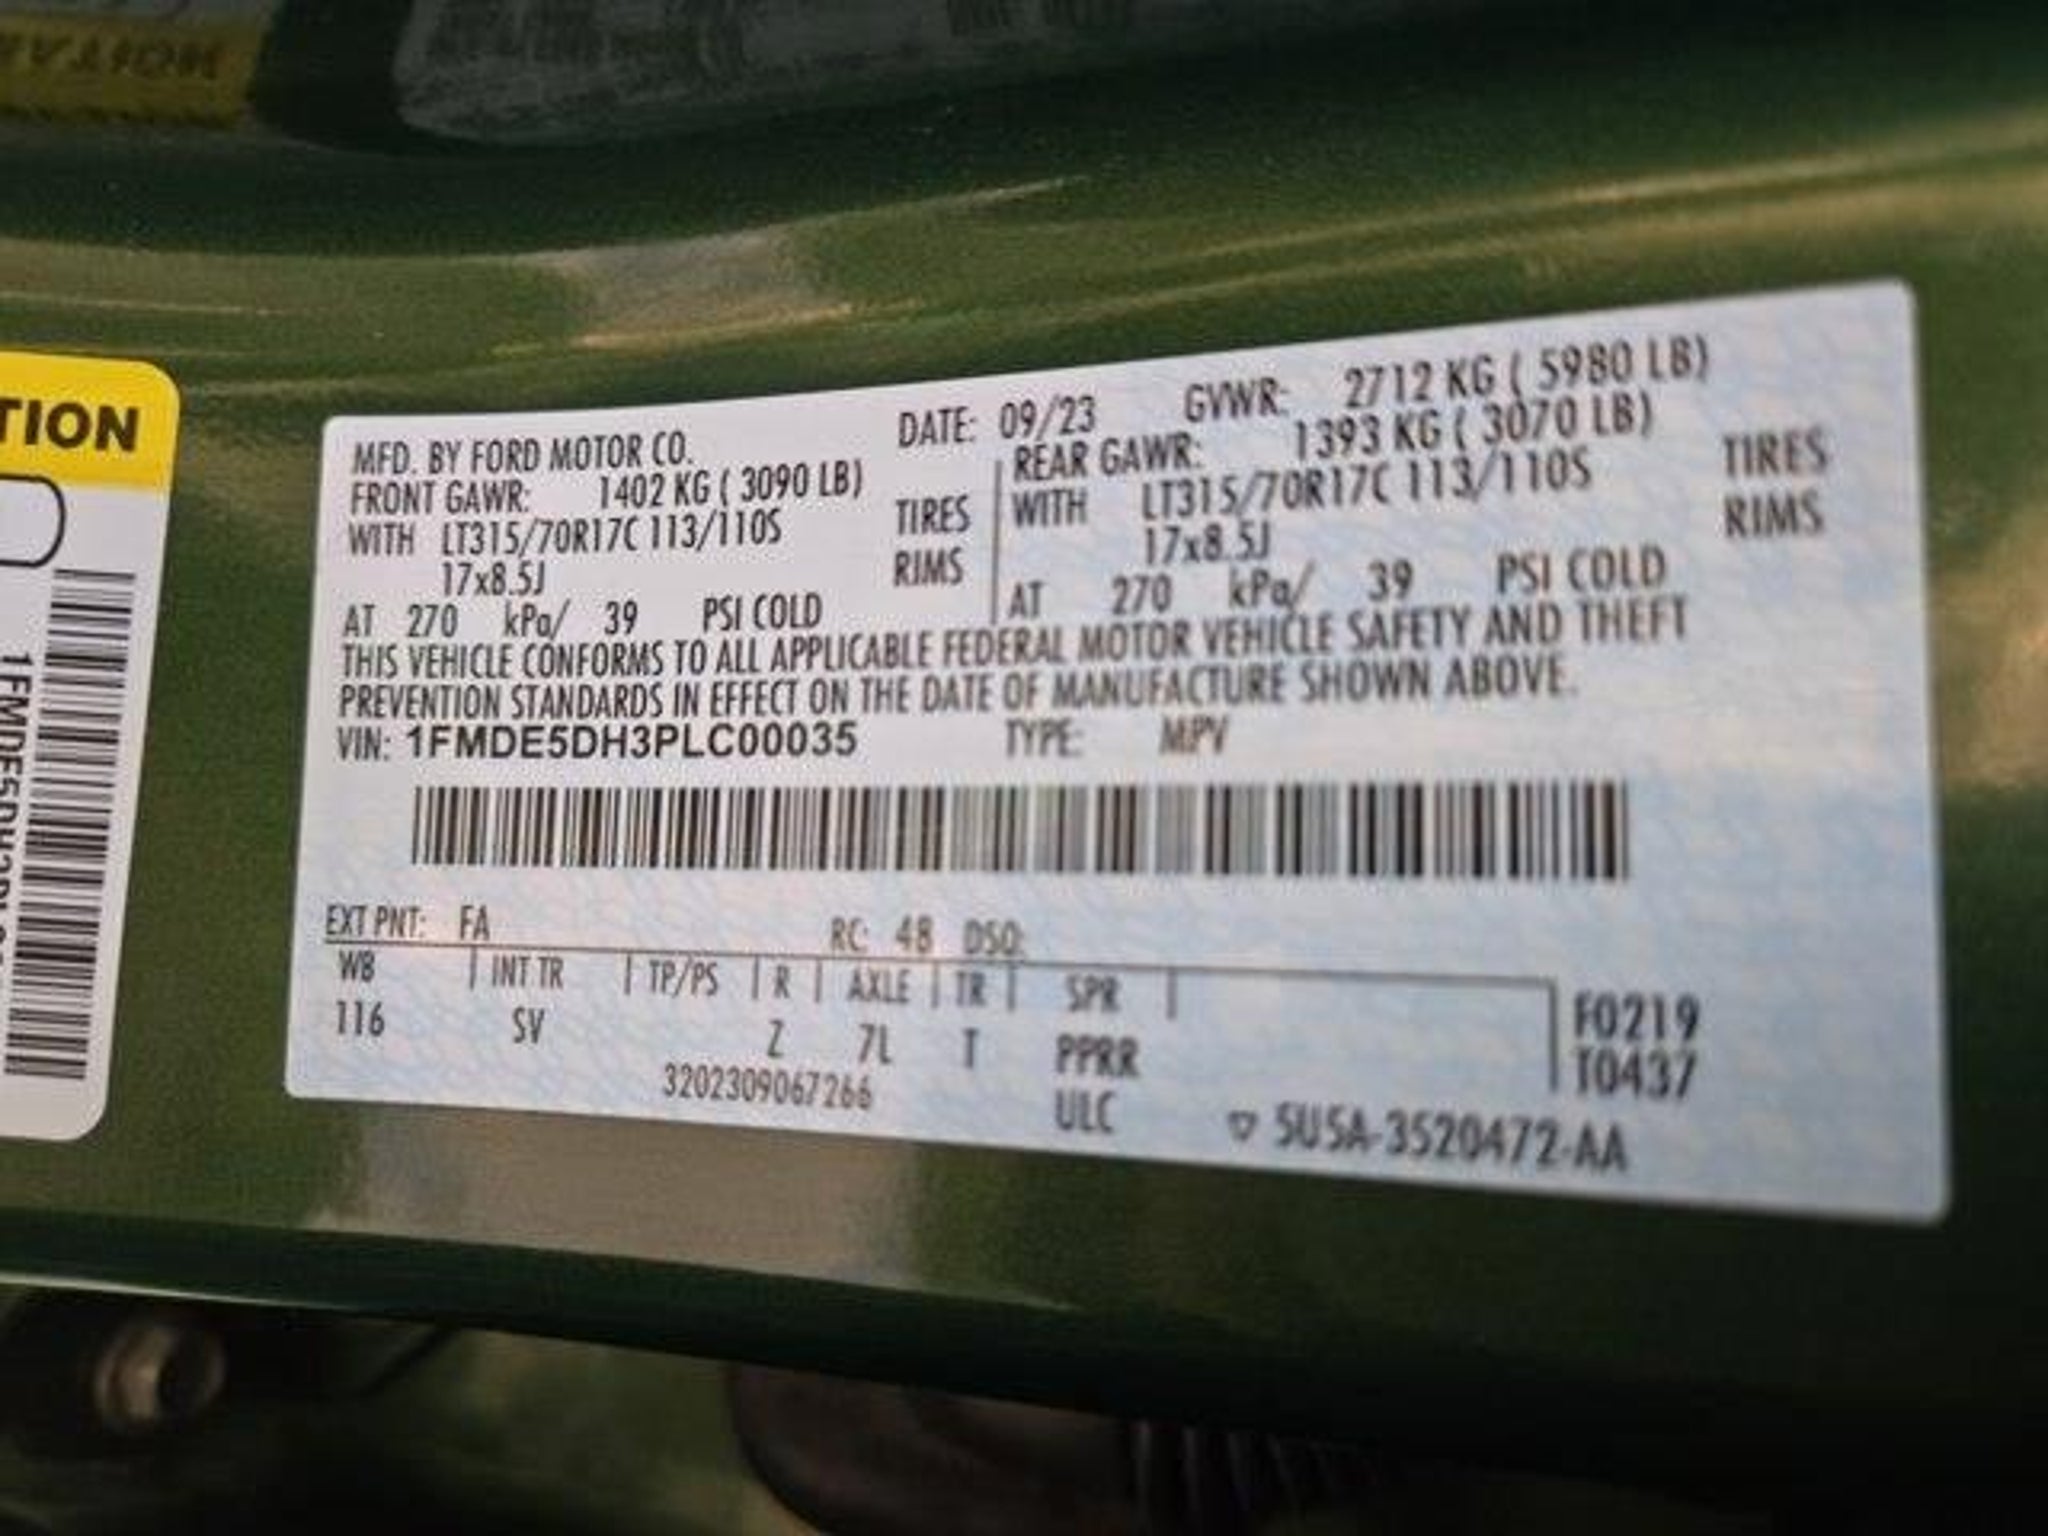 TION
1FMDE5DH3PLC
MFD. BY FORD MOTOR CO.
DATE: 09/23 GVWR: 2712 KG ( 5980 LB)
FRONT GAWR: 1402 KG ( 3090 LB)
WITH LT315/70R17C 113/110S TIRES
17x8.5J RIMS
AT 270 kPa/ 39 PSI COLD
REAR GAWR: 1393 KG ( 3070 LB)
WITH LT315/70R17C 113/110S TIRES
17x8.5J RIMS
AT 270 kPa/ 39 PSI COLD
THIS VEHICLE CONFORMS TO ALL APPLICABLE FEDERAL MOTOR VEHICLE SAFETY AND THEFT
PREVENTION STANDARDS IN EFFECT ON THE DATE OF MANUFACTURE SHOWN ABOVE.
VIN: 1FMDE5DH3PLC00035 TYPE: MPV
EXT PNT: FA RC: 48 DSO:
WB | INT TR | TP/PS | R | AXLE | TR | SPR |
116 SV Z 7L T PPRR
3202309067266 ULC
F0219
T0437
▽ 5U5A-3520472-AA